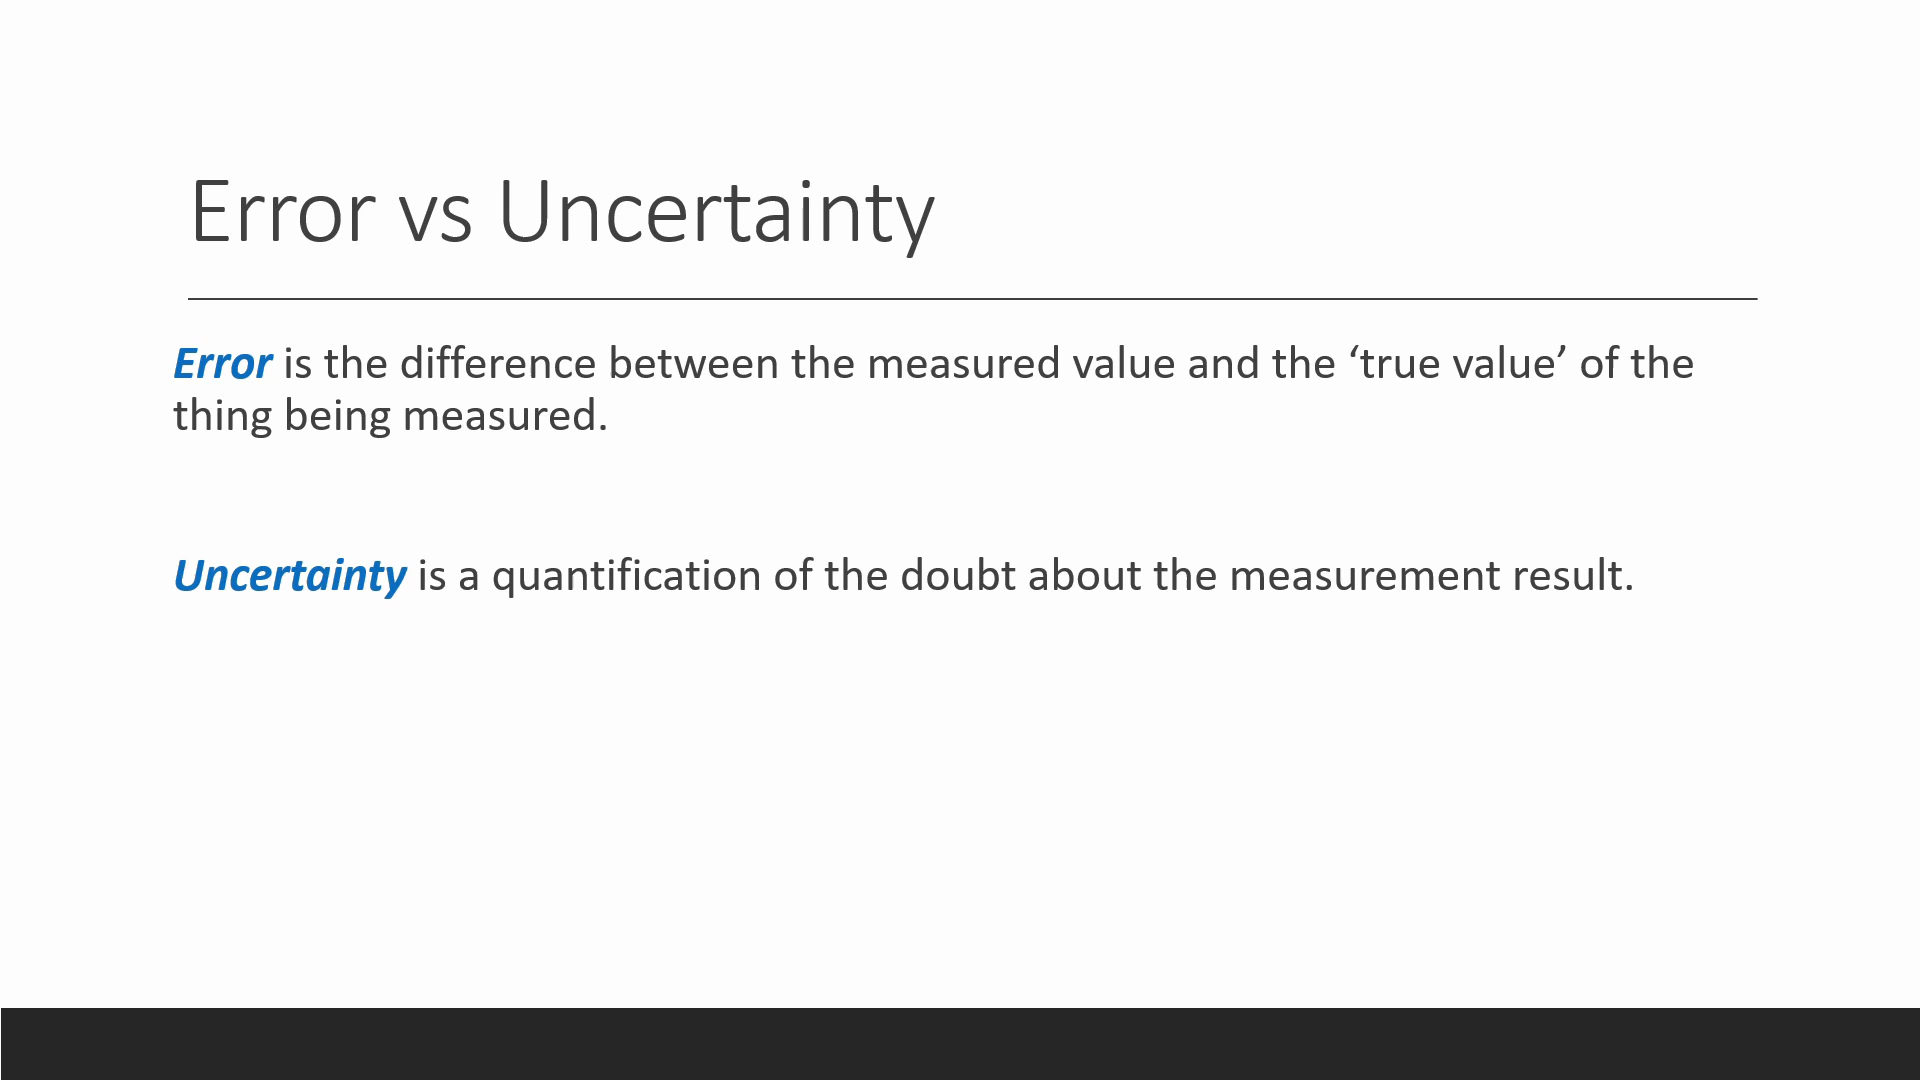 Error vs Uncertainty
Error is the difference between the measured value and the ‘true value’ of the
thing being measured.
Uncertainty is a quantification of the doubt about the measurement result.